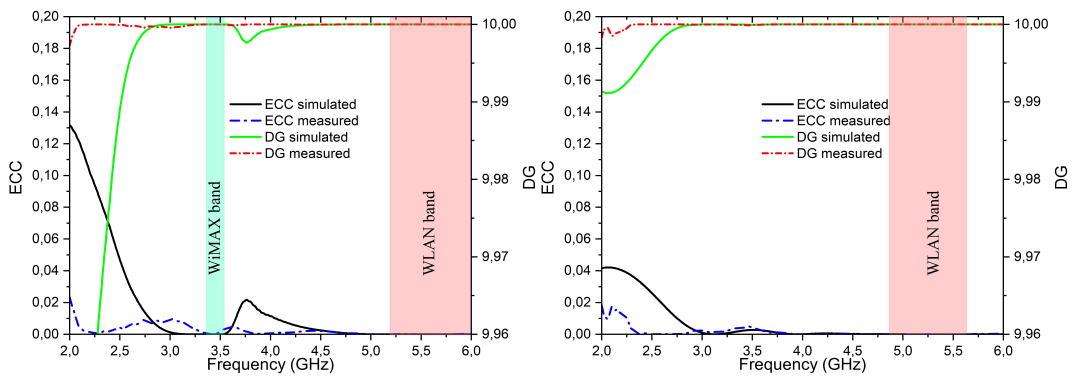 0,20
0,18
0,16
0,14
0,12
0,10
0,08
0,06
0,04
0,02
0,00
ECC
2,0 2,5 3,0 3,5 4,0 4,5 5,0 5,5 6,0
Frequency (GHz)
10,00
9,99
9,98
9,97
9,96
DG
ECC simulated
ECC measured
DG simulated
DG measured
WiMAX band
WLAN band
0,20
0,18
0,16
0,14
0,12
0,10
0,08
0,06
0,04
0,02
0,00
ECC
2,0 2,5 3,0 3,5 4,0 4,5 5,0 5,5 6,0
Frequency (GHz)
10,00
9,99
9,98
9,97
9,96
DG
ECC simulated
ECC measured
DG simulated
DG measured
WLAN band